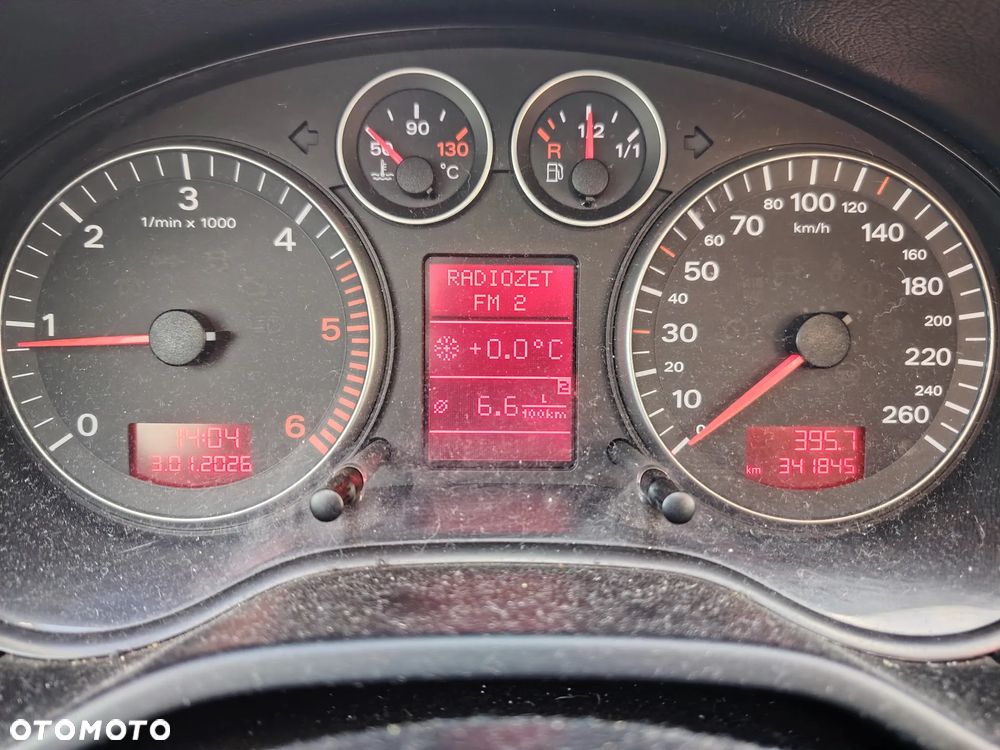 50 90 130
°C
R 1/2 1/1
0 1 2 3 4 5 6
1/min x 1000
14:04
3.01.2026
RADIOZET
FM 2
+0.0°C
2
ø 6.6 L
100km
0 10 20 30 40 50 60 70 80 100 120 140 160 180 200 220 240 260
km/h
395.7
km 341845
OTOMOTO